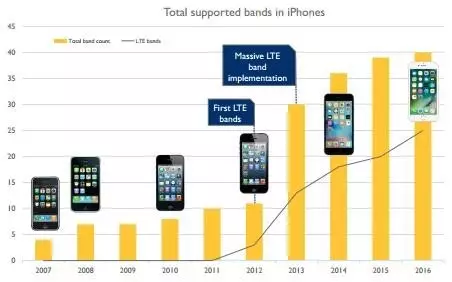 Total supported bands in iPhones
45
Total band count
LTE bands
40
35
30
25
20
15
10
5
0
Massive LTE
band
implementation
First LTE
bands
2007
2008
2009
2010
2011
2012
2013
2014
2015
2016